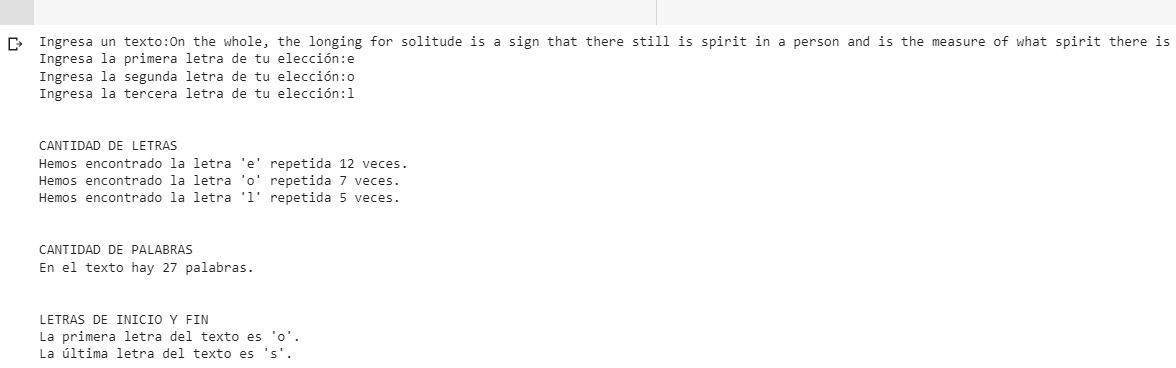 Ingresa un texto:On the whole, the longing for solitude is a sign that there still is spirit in a person and is the measure of what spirit there is
Ingresa la primera letra de tu elección:e
Ingresa la segunda letra de tu elección:o
Ingresa la tercera letra de tu elección:l
CANTIDAD DE LETRAS
Hemos encontrado la letra 'e' repetida 12 veces.
Hemos encontrado la letra 'o' repetida 7 veces.
Hemos encontrado la letra 'l' repetida 5 veces.
CANTIDAD DE PALABRAS
En el texto hay 27 palabras.
LETRAS DE INICIO Y FIN
La primera letra del texto es 'o'.
La última letra del texto es 's'.